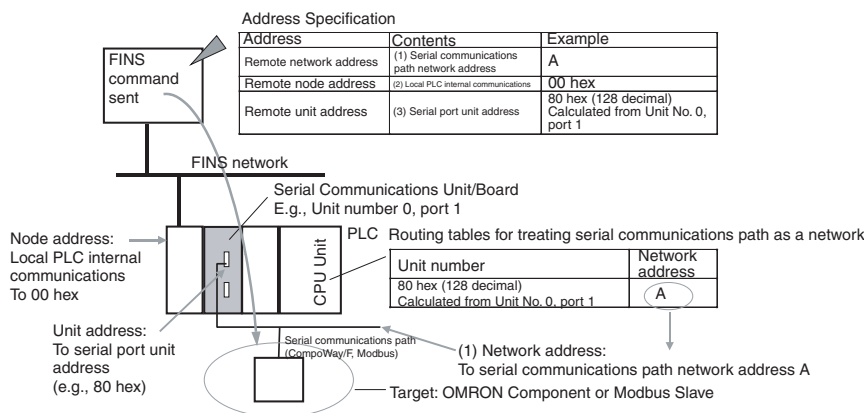 Address Specification
Address Contents Example
Remote network address (1) Serial communications path network address A
Remote node address (2) Local PLC internal communications 00 hex
Remote unit address (3) Serial port unit address 80 hex (128 decimal)
Calculated from Unit No. 0, port 1
FINS
command
sent
FINS network
Serial Communications Unit/Board
E.g., Unit number 0, port 1
Node address:
Local PLC internal
communications
To 00 hex
CPU Unit
PLC
Routing tables for treating serial communications path as a network
Unit number Network address
80 hex (128 decimal)
Calculated from Unit No. 0, port 1 A
Unit address:
To serial port unit
address
(e.g., 80 hex)
Serial communications path
(CompoWay/F, Modbus)
(1) Network address:
To serial communications path network address A
Target: OMRON Component or Modbus Slave